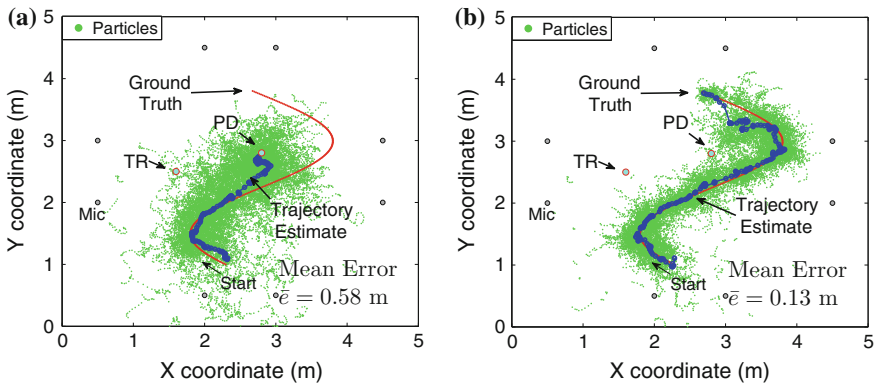 (a)
Particles
Y coordinate (m)
5
4
3
2
1
0
Ground
Truth
PD
TR
Mic
Trajectory
Estimate
Start
Mean Error
ē = 0.58 m
0 1 2 3 4 5
X coordinate (m)
(b)
Particles
Y coordinate (m)
5
4
3
2
1
0
Ground
Truth
PD
TR
Mic
Trajectory
Estimate
Start
Mean Error
ē = 0.13 m
0 1 2 3 4 5
X coordinate (m)